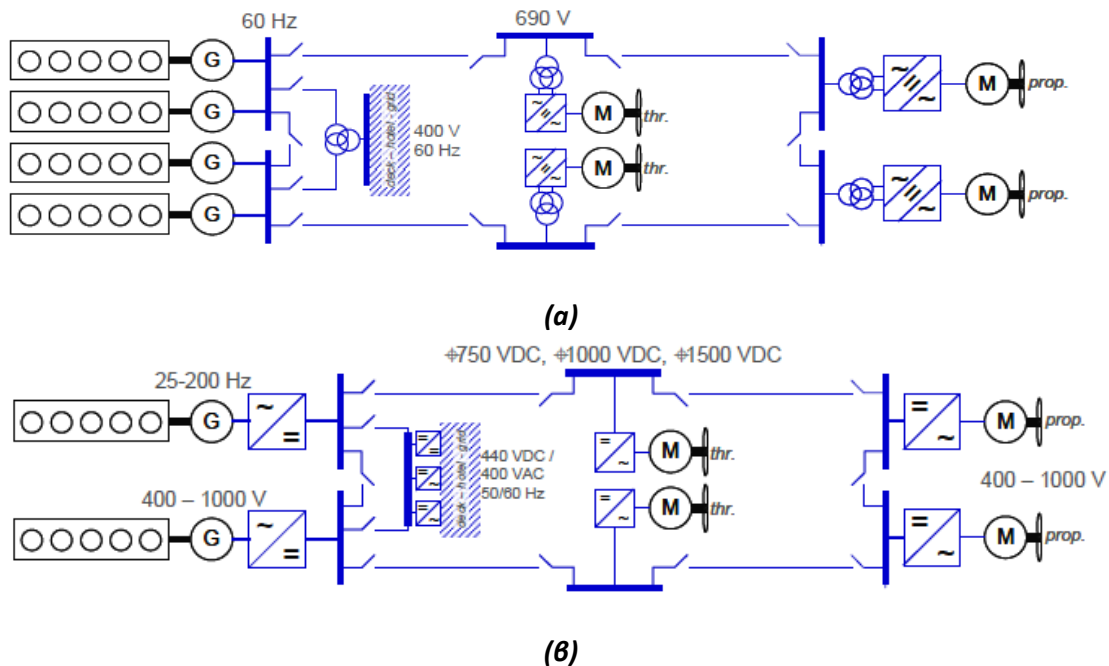 60 Hz
690 V
G
G
G
G
deck – hotel - grid
400 V
60 Hz
M
thr.
M
thr.
M
prop.
M
prop.
(α)
⌖750 VDC, ⌖1000 VDC, ⌖1500 VDC
25-200 Hz
G
400 – 1000 V
G
deck – hotel - grid
440 VDC /
400 VAC
50/60 Hz
M
thr.
M
thr.
M
prop.
400 – 1000 V
M
prop.
(β)